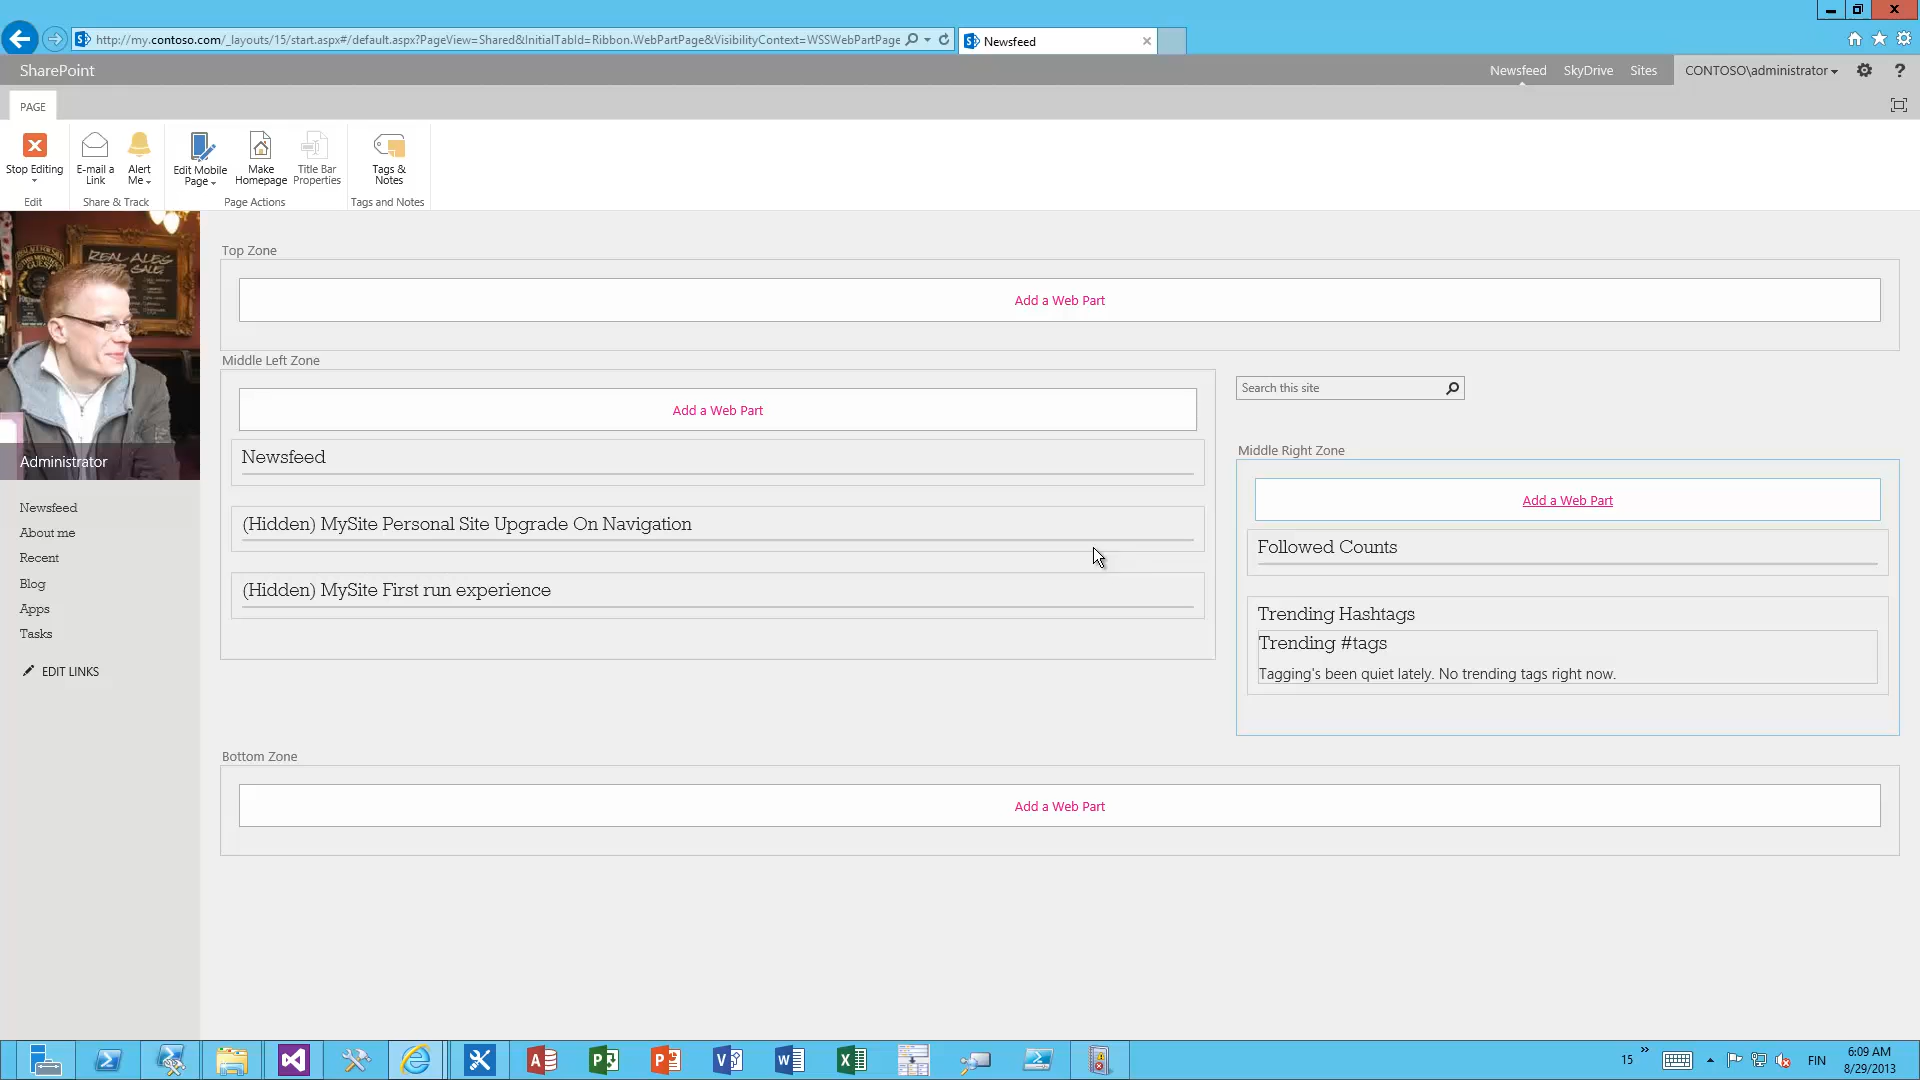 http://my.contoso.com/_layouts/15/start.aspx#/default.aspx?PageView=Shared&InitialTabId=Ribbon.WebPartPage&VisibilityContext=WSSWebPartPage
Newsfeed
SharePoint
Newsfeed SkyDrive Sites CONTOSO\administrator ?
PAGE
Stop Editing
E-mail a Link
Alert Me
Edit Mobile Page
Make Homepage
Title Bar Properties
Tags & Notes
Edit
Share & Track
Page Actions
Tags and Notes
REAL ALES
FOR SALE
Administrator
Newsfeed
About me
Recent
Blog
Apps
Tasks
EDIT LINKS
Top Zone
Add a Web Part
Middle Left Zone
Add a Web Part
Newsfeed
(Hidden) MySite Personal Site Upgrade On Navigation
(Hidden) MySite First run experience
Search this site
Middle Right Zone
Add a Web Part
Followed Counts
Trending Hashtags
Trending #tags
Tagging's been quiet lately. No trending tags right now.
Bottom Zone
Add a Web Part
15
FIN
6:09 AM
8/29/2013